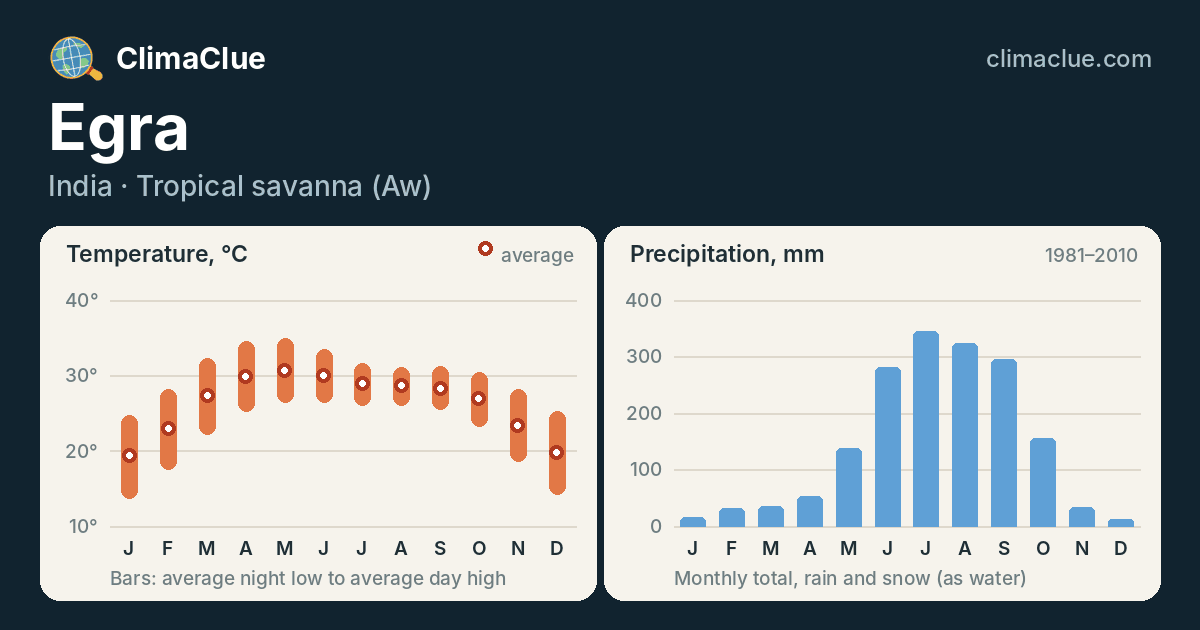 ClimaClue
climaclue.com
Egra
India · Tropical savanna (Aw)
Temperature, °C
average
40°
30°
20°
10°
J F M A M J J A S O N D
Bars: average night low to average day high
Precipitation, mm
1981–2010
400
300
200
100
0
J F M A M J J A S O N D
Monthly total, rain and snow (as water)